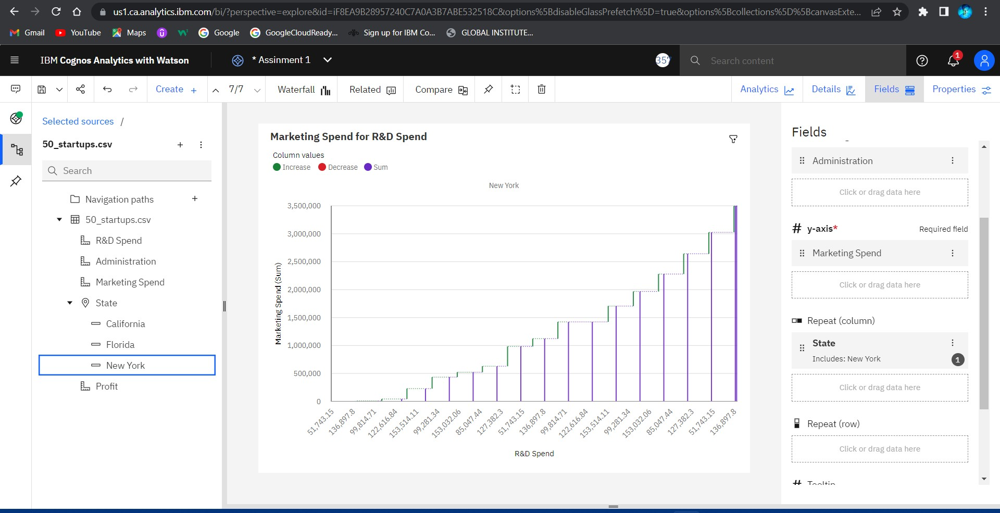 us1.ca.analytics.ibm.com/bi/?perspective=explore&id=iF8EA9B28957240C7A0A3B7ABE532518C&options%5BdisableGlassPrefetch%5D=true&options%5Bcollections%5D%5BcanvasExte...
Gmail YouTube Maps Google GoogleCloudReady... Sign up for IBM Co... GLOBAL INSTITUTE...
IBM Cognos Analytics with Watson * Assinment 1 357 Search content 1
Create + 7/7 Waterfall Related Compare Analytics Details Fields Properties
Selected sources /
50_startups.csv
Search
Navigation paths
50_startups.csv
R&D Spend
Administration
Marketing Spend
State
California
Florida
New York
Profit
Marketing Spend for R&D Spend
Column values
Increase Decrease Sum
New York
Marketing Spend (Sum)
3,500,000
3,000,000
2,500,000
2,000,000
1,500,000
1,000,000
500,000
0
51,743.15 136,897.8 99,814.71 122,616.84 153,514.11 99,281.34 153,032.06 85,047.44 127,382.3 51,743.15 136,897.8 99,814.71 122,616.84 153,514.11 99,281.34 153,032.06 85,047.44 127,382.3 51,743.15 136,897.8
R&D Spend
Fields
Administration
Click or drag data here
# y-axis* Required field
Marketing Spend
Click or drag data here
Repeat (column)
State
Includes: New York
1
Click or drag data here
Repeat (row)
Click or drag data here
# Tooltip